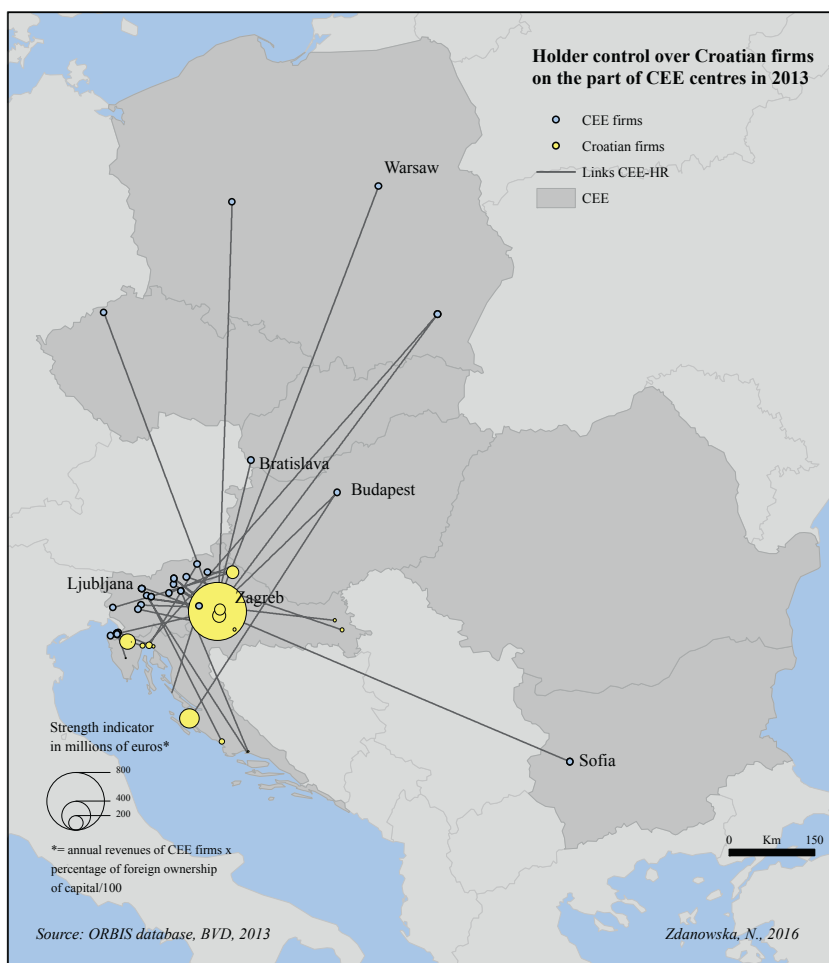 Holder control over Croatian firms
on the part of CEE centres in 2013
CEE firms
Croatian firms
Links CEE-HR
CEE
Warsaw
Bratislava
Budapest
Ljubljana
Zagreb
Sofia
Strength indicator
in millions of euros*
800
400
200
*= annual revenues of CEE firms x
percentage of foreign ownership
of capital/100
0 Km 150
Source: ORBIS database, BVD, 2013
Zdanowska, N., 2016